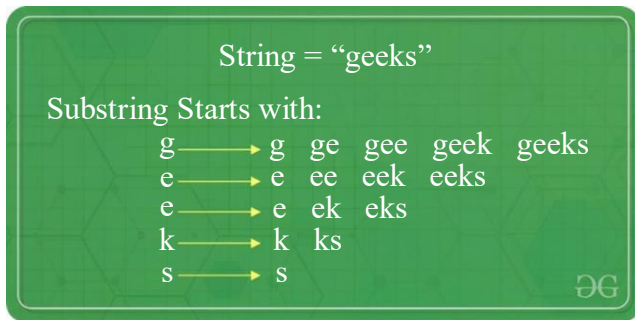 String = “geeks”
Substring Starts with:
g g ge gee geek geeks
e e ee eek eeks
e e ek eks
k k ks
s s
GG